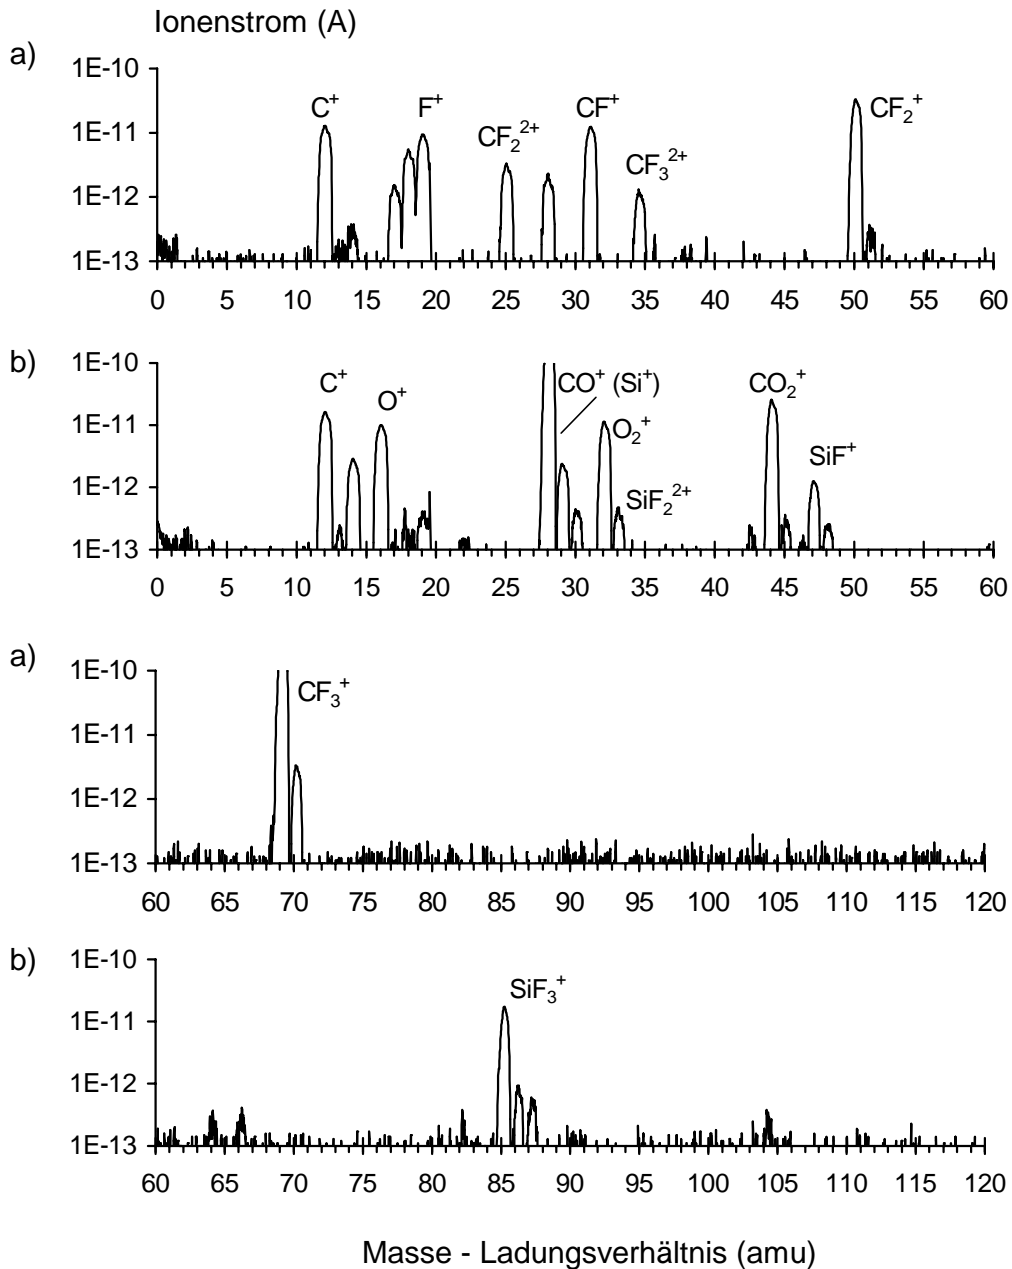 Ionenstrom (A)
a)
1E-10
1E-11
1E-12
1E-13
C⁺
F⁺
CF₂²⁺
CF⁺
CF₃²⁺
CF₂⁺
0 5 10 15 20 25 30 35 40 45 50 55 60
b)
1E-10
1E-11
1E-12
1E-13
C⁺
O⁺
CO⁺ (Si⁺)
O₂⁺
SiF₂²⁺
CO₂⁺
SiF⁺
0 5 10 15 20 25 30 35 40 45 50 55 60
a)
1E-10
1E-11
1E-12
1E-13
CF₃⁺
60 65 70 75 80 85 90 95 100 105 110 115 120
b)
1E-10
1E-11
1E-12
1E-13
SiF₃⁺
60 65 70 75 80 85 90 95 100 105 110 115 120
Masse - Ladungsverhältnis (amu)